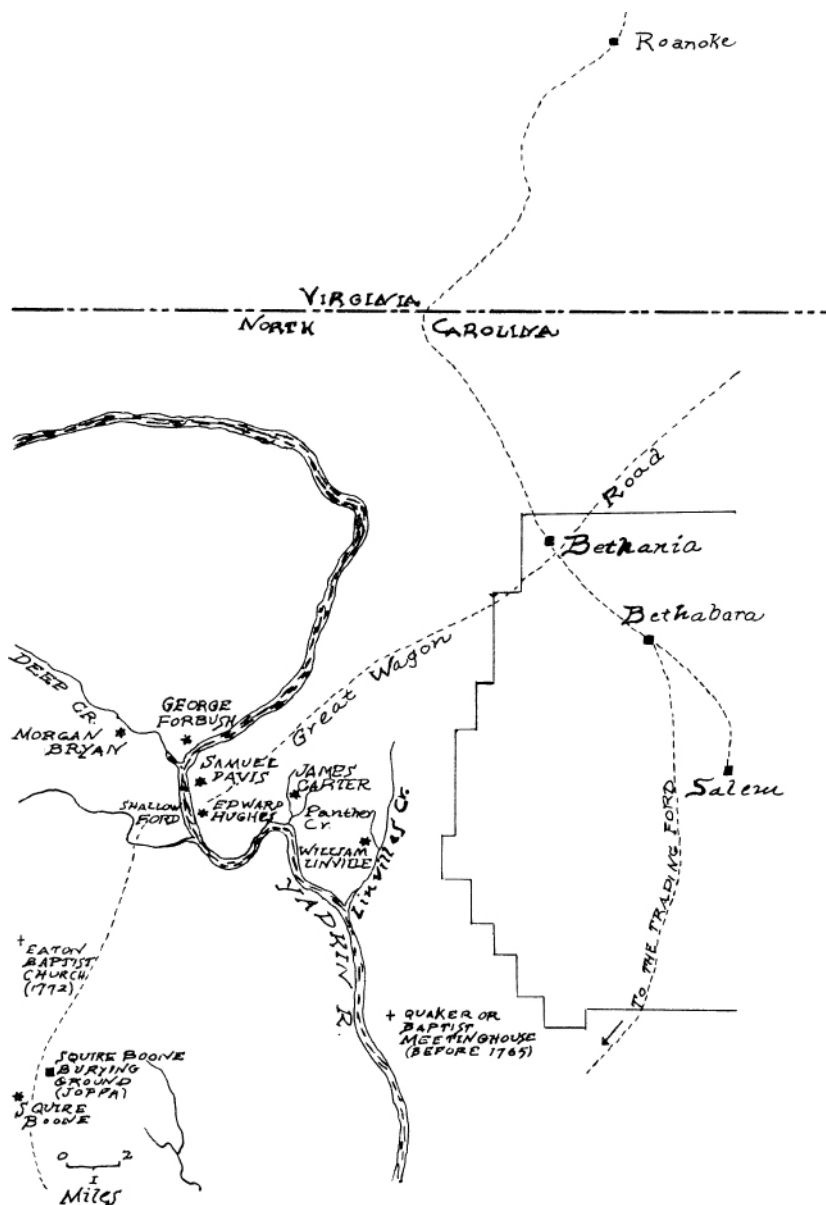 Roanoke
VIRGINIA
NORTH CAROLINA
Road
Bethania
Bethabara
Great Wagon
DEEP CR.
GEORGE
FORBUSH
MORGAN
BRYAN
SAMUEL
DAVIS
JAMES
CARTER
SHALLOW
FORD
EDWARD
HUGHES
Panther
Cr.
WILLIAM
LINVILLE
Linvilles Cr.
Salem
YADKIN R.
TO THE TRADING FORD
EATON
BAPTIST
CHURCH
(1772)
QUAKER OR
BAPTIST
MEETINGHOUSE
(BEFORE 1765)
SQUIRE BOONE
BURYING
GROUND
(JOPPA)
SQUIRE
BOONE
0 2
1
Miles